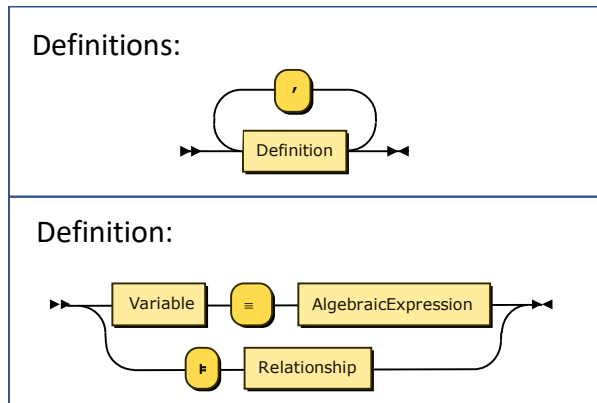 Definitions:
,
Definition
Definition:
Variable ≡ AlgebraicExpression
⊧ Relationship